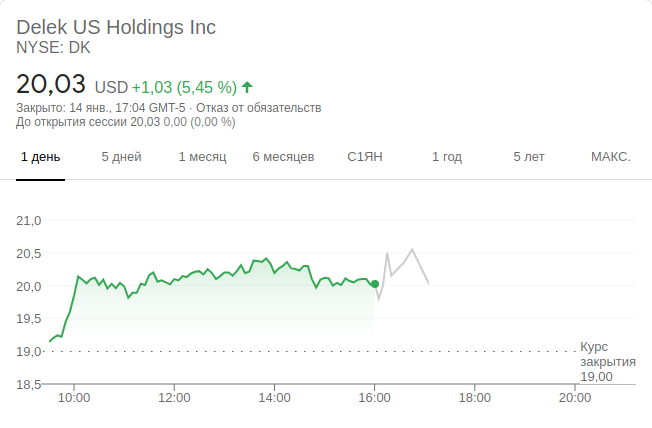 Delek US Holdings Inc
NYSE: DK
20,03 USD +1,03 (5,45 %)
Закрыто: 14 янв., 17:04 GMT-5 · Отказ от обязательств
До открытия сессии 20,03 0,00 (0,00 %)
1 день 5 дней 1 месяц 6 месяцев С1ЯН 1 год 5 лет МАКС.
21,0
20,5
20,0
19,5
19,0
18,5
Курс
закрытия
19,00
10:00 12:00 14:00 16:00 18:00 20:00